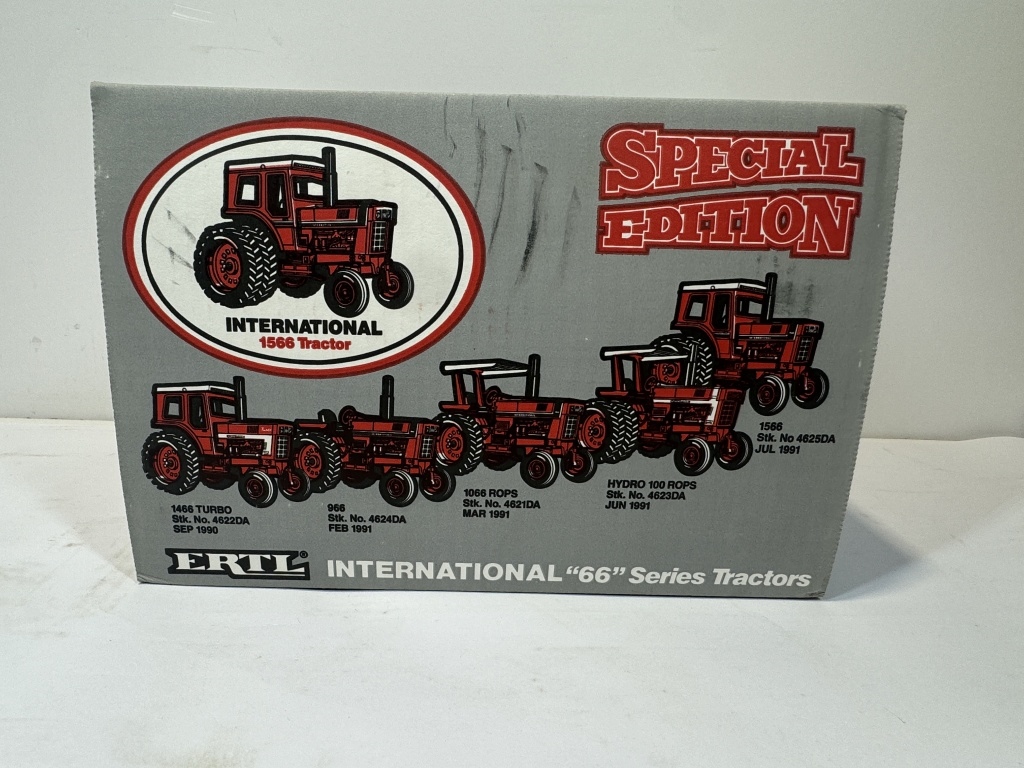 SPECIAL
EDITION
INTERNATIONAL
1566 Tractor
1466 TURBO
Stk. No. 4622DA
SEP 1990
966
Stk. No. 4624DA
FEB 1991
1066 ROPS
Stk. No. 4621DA
MAR 1991
HYDRO 100 ROPS
Stk. No. 4623DA
JUN 1991
1566
Stk. No 4625DA
JUL 1991
ERTL®
INTERNATIONAL "66" Series Tractors